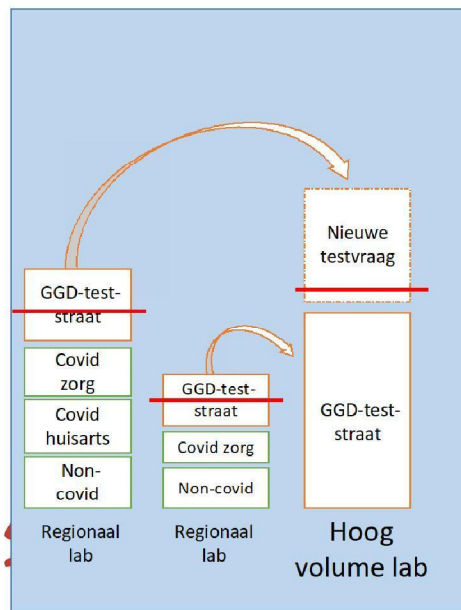 GGD-test-
straat
Covid
zorg
Covid
huisarts
Non-
covid
Regionaal
lab
GGD-test-
straat
Covid zorg
Non-covid
Regionaal
lab
Nieuwe
testvraag
GGD-test-
straat
Hoog
volume lab